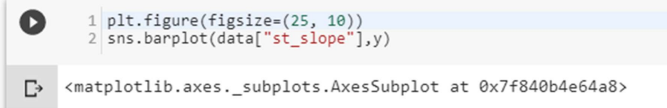 1 plt.figure(figsize=(25, 10))
2 sns.barplot(data["st_slope"],y)
<matplotlib.axes._subplots.AxesSubplot at 0x7f840b4e64a8>